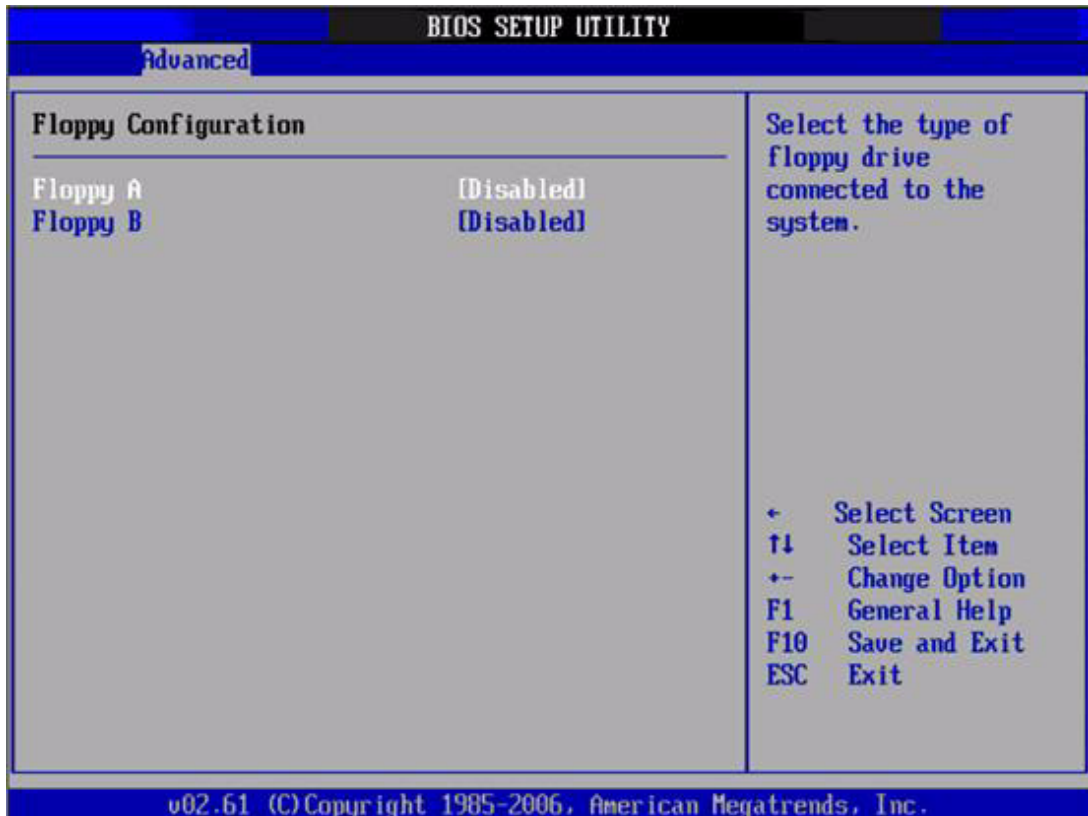 BIOS SETUP UTILITY
Advanced
Floppy Configuration
Floppy A [Disabled]
Floppy B [Disabled]
Select the type of
floppy drive
connected to the
system.
← Select Screen
↑↓ Select Item
+- Change Option
F1 General Help
F10 Save and Exit
ESC Exit
v02.61 (C)Copyright 1985-2006, American Megatrends, Inc.